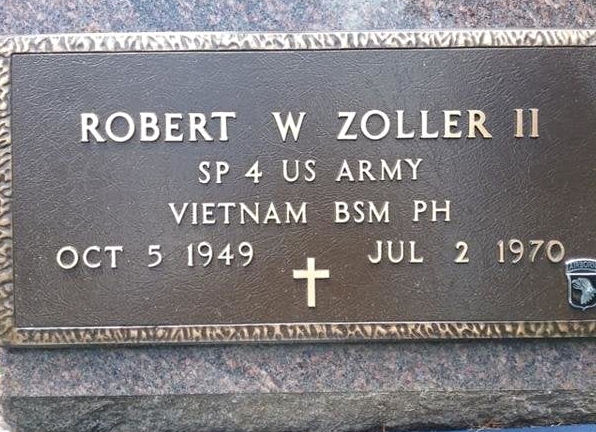 ROBERT W ZOLLER II
SP 4 US ARMY
VIETNAM BSM PH
OCT 5 1949 JUL 2 1970
AIRBORNE